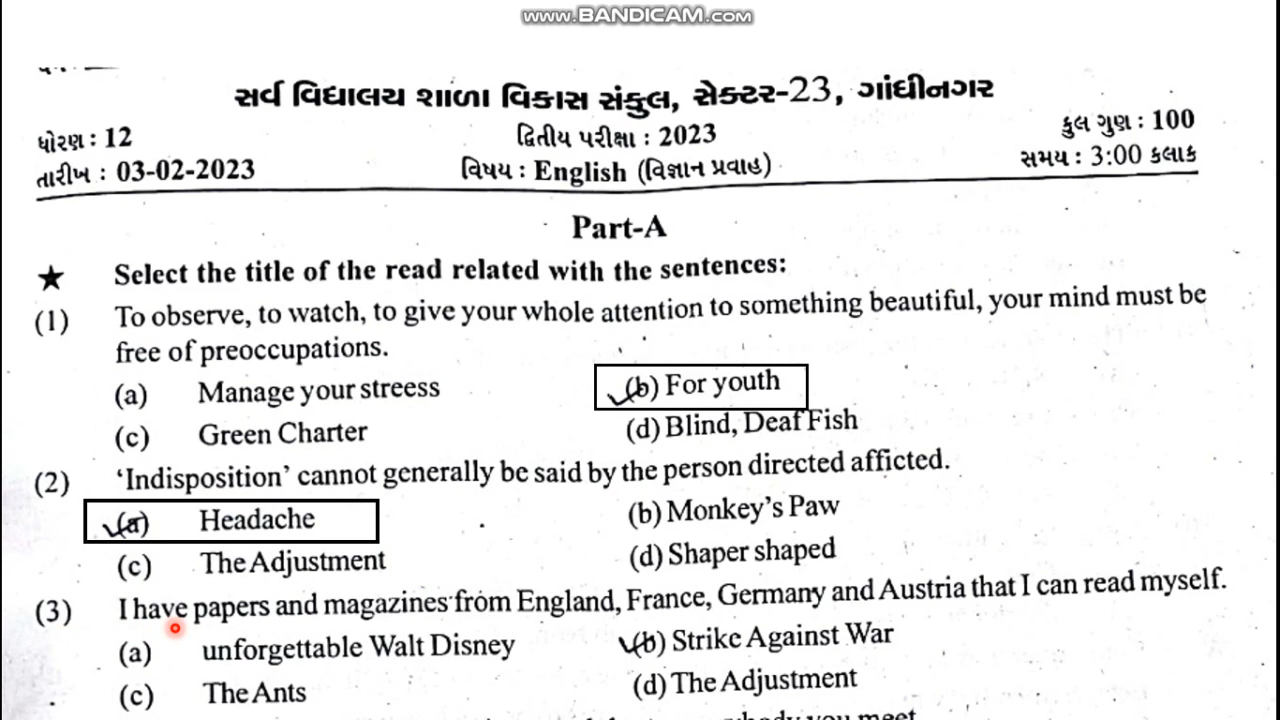 www.BANDICAM.com
સર્વ વિદ્યાલય શાળા વિકાસ સંકુલ, સેક્ટર-23, ગાંધીનગર
ધોરણ : 12 દ્વિતીય પરીક્ષા : 2023 કુલ ગુણ : 100
તારીખ : 03-02-2023 વિષય : English (વિજ્ઞાન પ્રવાહ) સમય : 3:00 કલાક
Part-A
★ Select the title of the read related with the sentences:
(1) To observe, to watch, to give your whole attention to something beautiful, your mind must be
free of preoccupations.
(a) Manage your streess (b) For youth
(c) Green Charter (d) Blind, Deaf Fish
(2) ‘Indisposition’ cannot generally be said by the person directed afficted.
(a) Headache (b) Monkey’s Paw
(c) The Adjustment (d) Shaper shaped
(3) I have papers and magazines from England, France, Germany and Austria that I can read myself.
(a) unforgettable Walt Disney (b) Strike Against War
(c) The Ants (d) The Adjustment
you meet